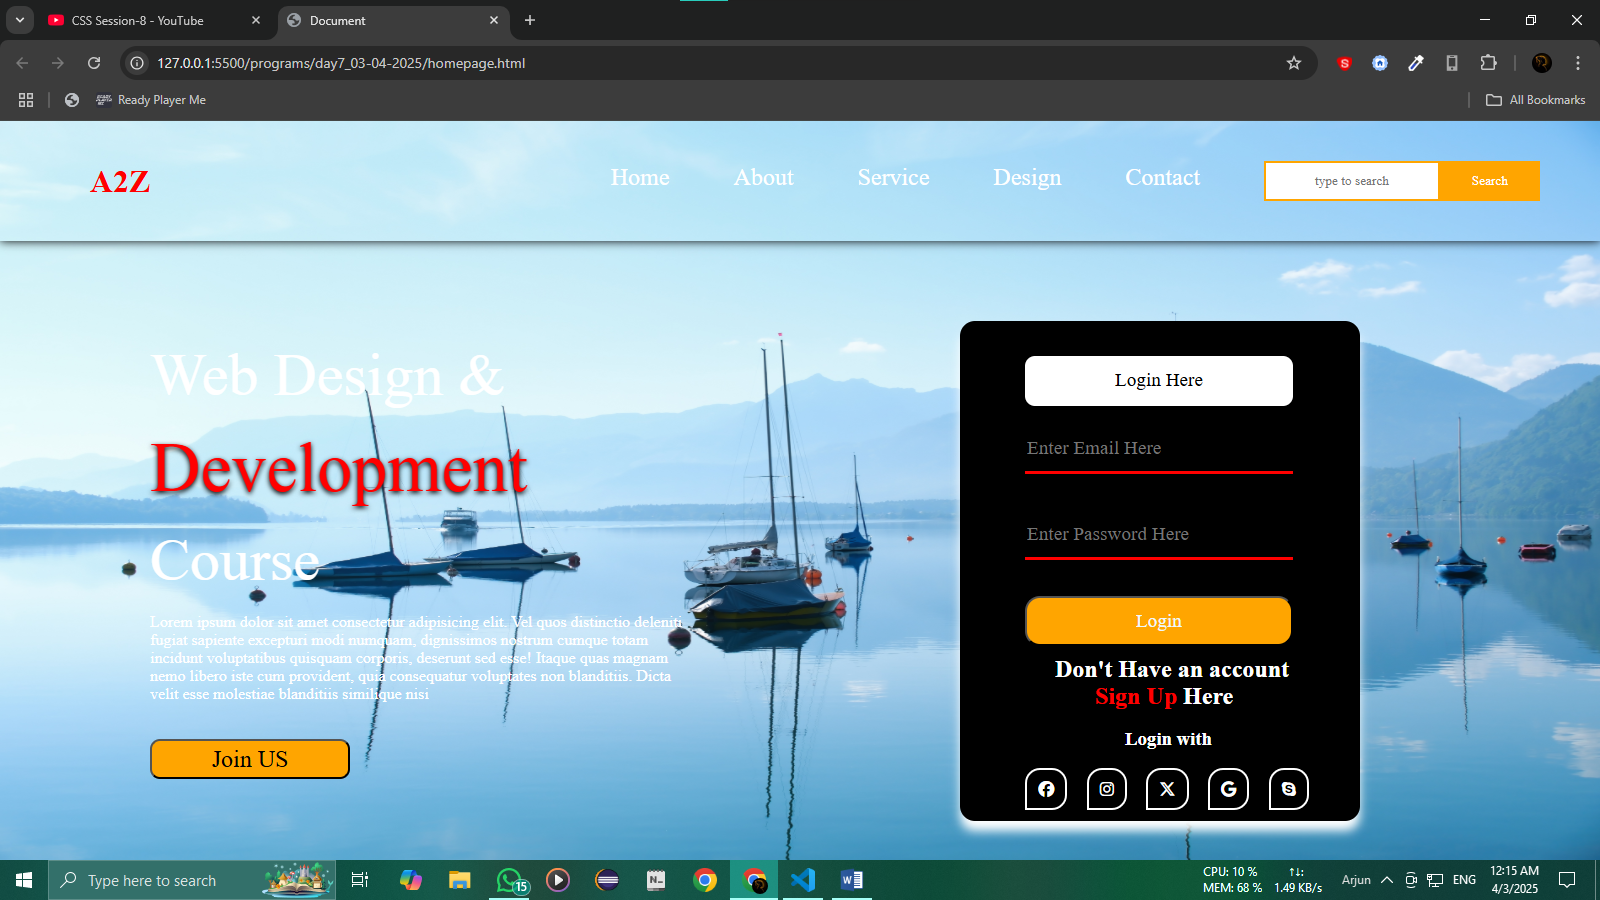 CSS Session-8 - YouTube
Document
127.0.0.1:5500/programs/day7_03-04-2025/homepage.html
Ready Player Me
All Bookmarks
A2Z
Home
About
Service
Design
Contact
type to search
Search
Web Design &
Development
Course
Lorem ipsum dolor sit amet consectetur adipisicing elit. Vel quos distinctio deleniti
fugiat sapiente excepturi modi numquam, dignissimos nostrum cumque totam
incidunt voluptatibus quisquam corporis, deserunt sed esse! Itaque quas magnam
nemo libero iste cum provident, quia consequatur voluptates non blanditiis. Dicta
velit esse molestiae blanditiis similique nisi
Join US
Login Here
Enter Email Here
Enter Password Here
Login
Don't Have an account
Sign Up Here
Login with
Type here to search
15
CPU: 10 %
MEM: 68 %
1.49 KB/s
Arjun
ENG
12:15 AM
4/3/2025